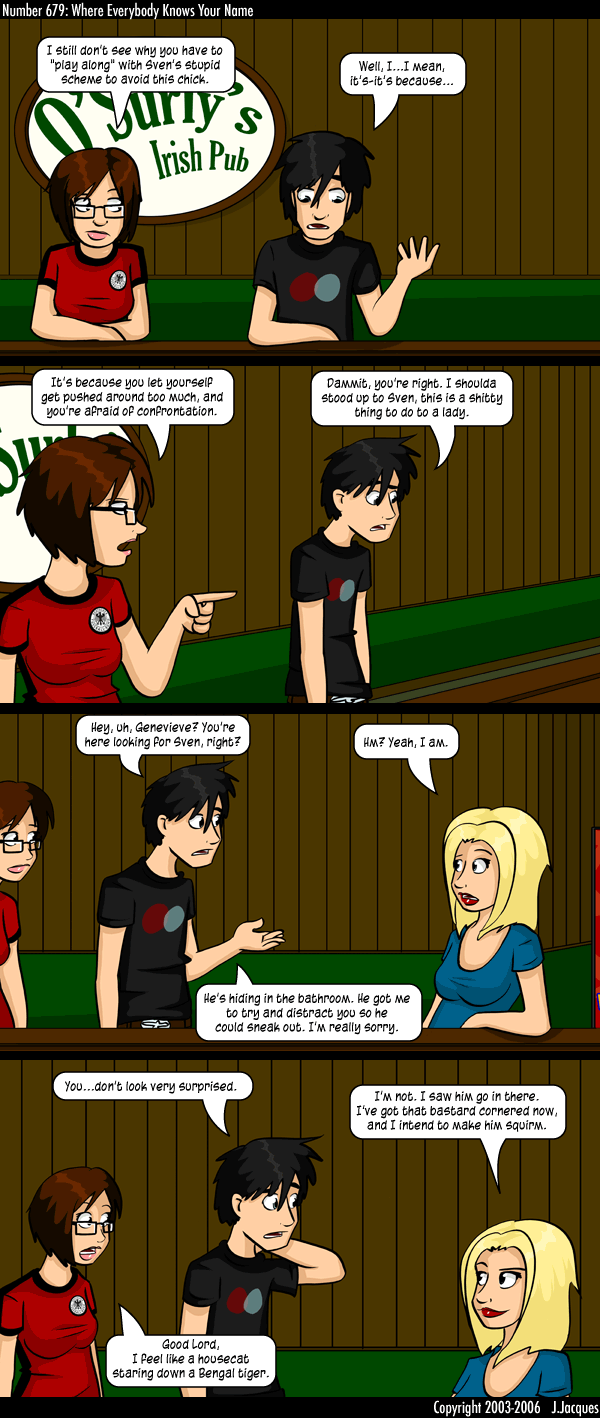 Number 679: Where Everybody Knows Your Name
I still don't see why you have to
"play along" with Sven's stupid
scheme to avoid this chick.
Well, I...I mean,
it's-it's because...
O'Surly's
Irish Pub
It's because you let yourself
get pushed around too much, and
you're afraid of confrontation.
Dammit, you're right. I shoulda
stood up to Sven, this is a shitty
thing to do to a lady.
Surly
Hey, uh, Genevieve? You're
here looking for Sven, right?
Hm? Yeah, I am.
He's hiding in the bathroom. He got me
to try and distract you so he
could sneak out. I'm really sorry.
You...don't look very surprised.
I'm not. I saw him go in there.
I've got that bastard cornered now,
and I intend to make him squirm.
Good Lord,
I feel like a housecat
staring down a Bengal tiger.
Copyright 2003-2006 J.Jacques